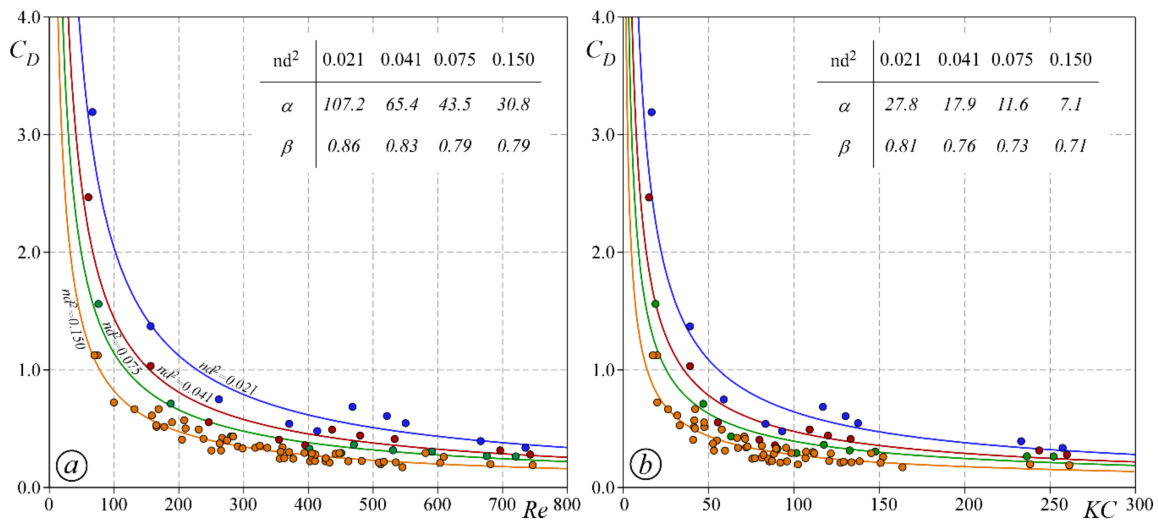 4.0
C_D
3.0
2.0
1.0
0.0
nd² 0.021 0.041 0.075 0.150
α 107.2 65.4 43.5 30.8
β 0.86 0.83 0.79 0.79
nd²=0.150
nd²=0.075
nd²=0.041
nd²=0.021
a
0 100 200 300 400 500 600 700 800
Re
4.0
C_D
3.0
2.0
1.0
0.0
nd² 0.021 0.041 0.075 0.150
α 27.8 17.9 11.6 7.1
β 0.81 0.76 0.73 0.71
b
0 50 100 150 200 250 300
KC